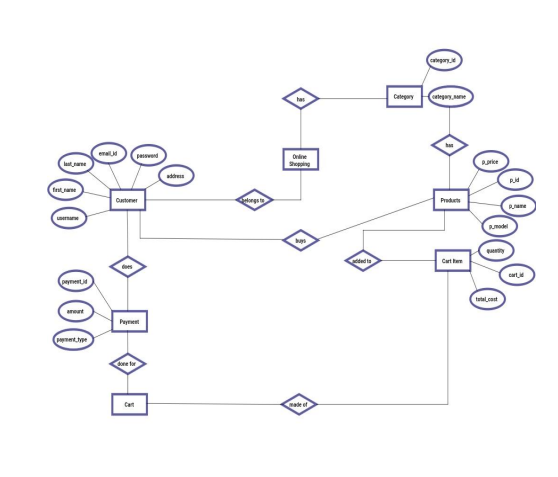 category_id
has
Category
category_name
email_id
password
last_name
address
Online
Shopping
has
p_price
p_id
first_name
Customer
belongs to
Products
p_name
username
p_model
buys
quantity
does
added to
Cart Item
cart_id
payment_id
total_cost
amount
Payment
payment_type
done for
Cart
made of